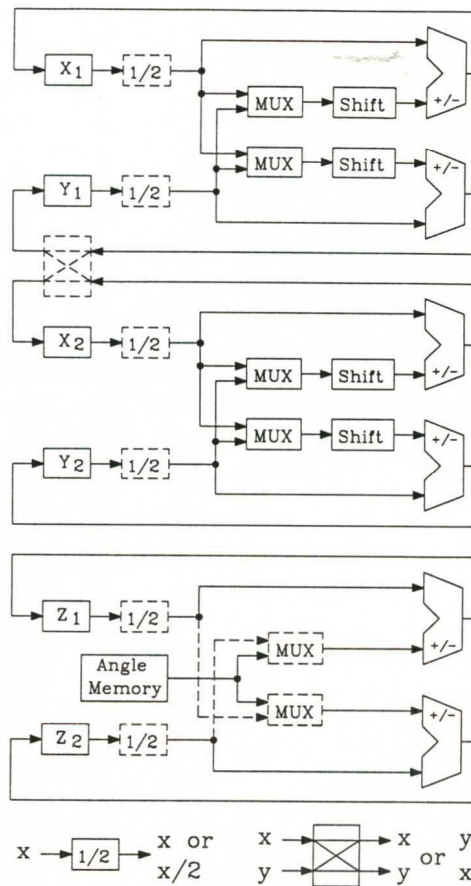 X1 1/2
MUX Shift +/-
MUX Shift +/-
Y1 1/2
X2 1/2
MUX Shift +/-
MUX Shift +/-
Y2 1/2
Z1 1/2
MUX +/-
Angle
Memory
MUX +/-
Z2 1/2
x 1/2 x or
x/2
x x or y
y y x